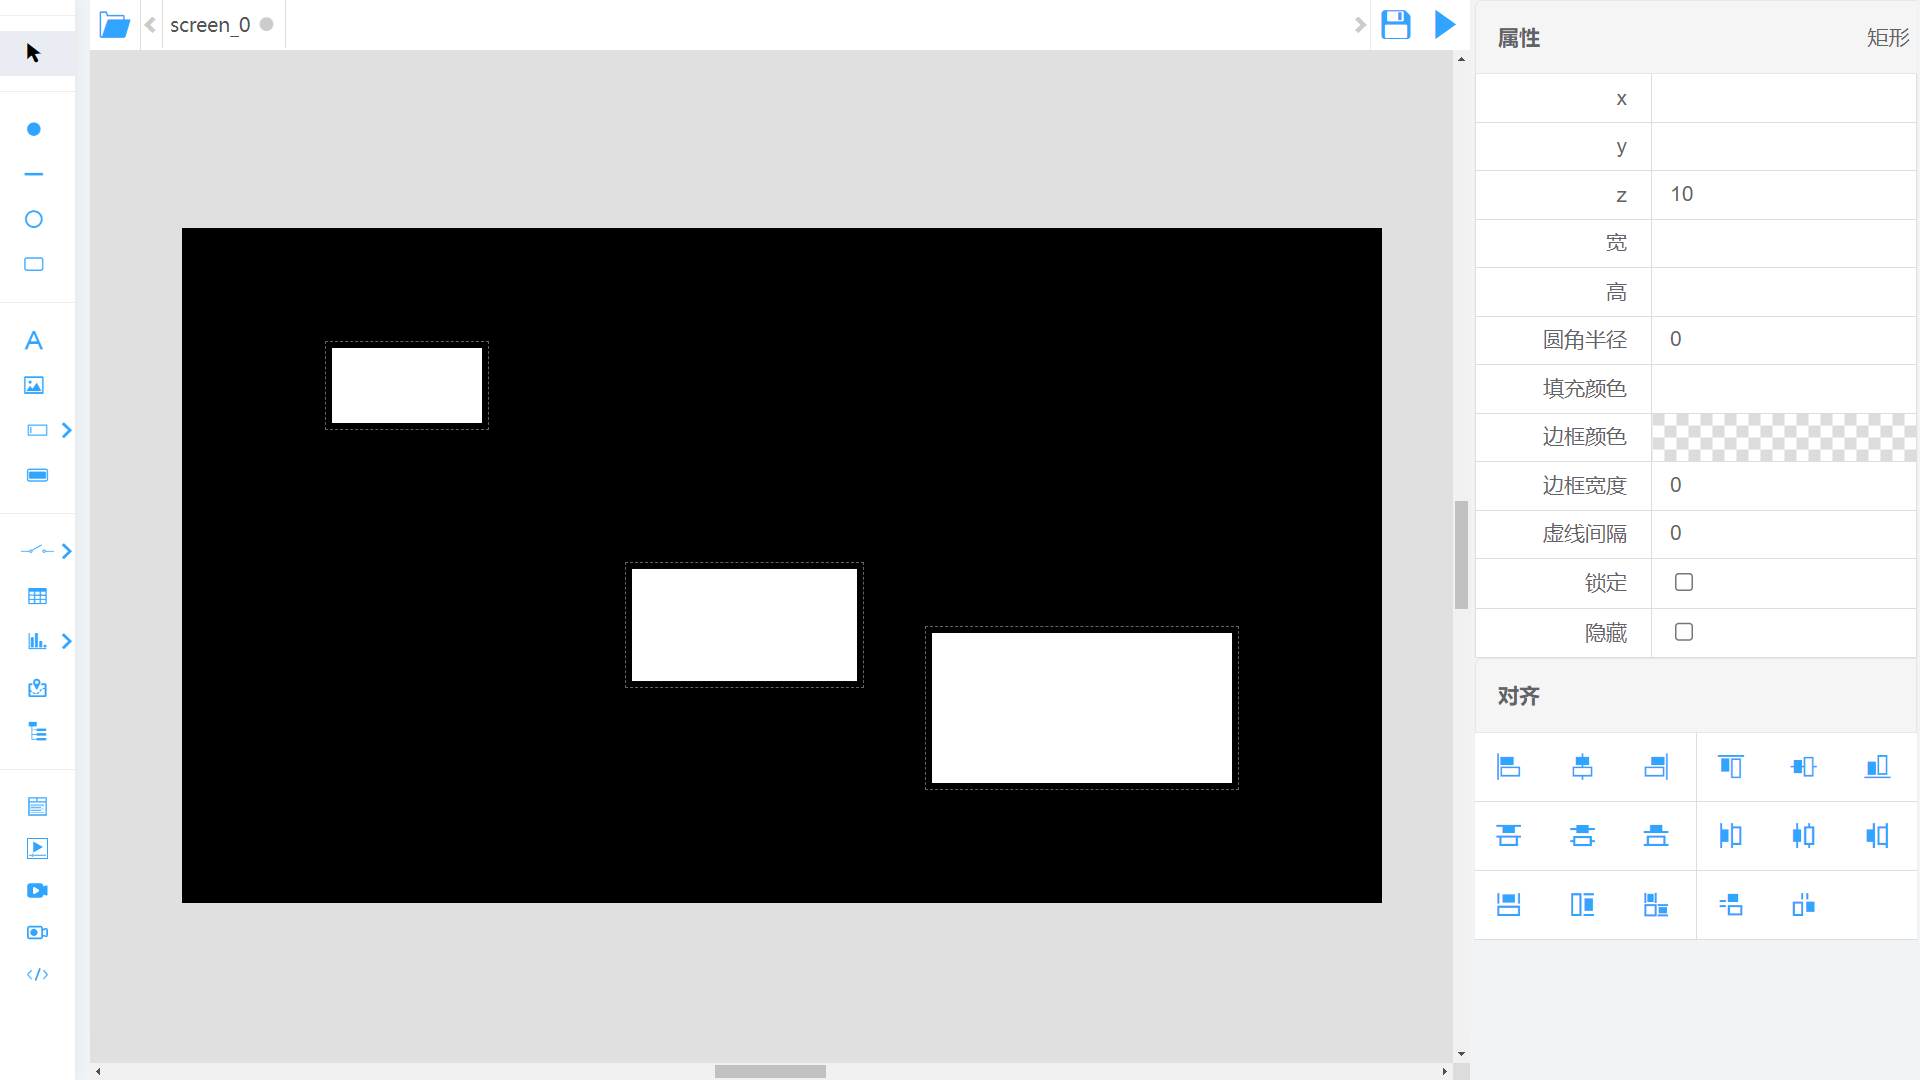 screen_0
属性 矩形
x
y
z 10
宽
高
圆角半径 0
填充颜色
边框颜色
边框宽度 0
虚线间隔 0
锁定
隐藏
对齐